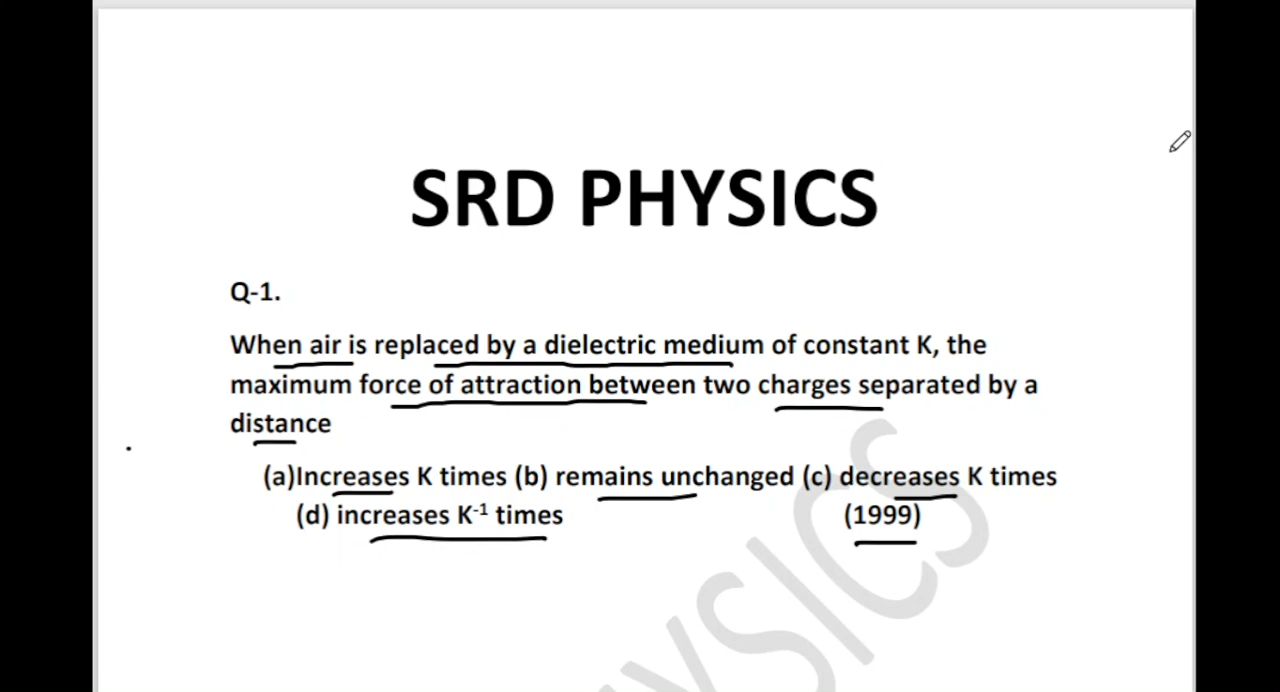 SRD PHYSICS
Q-1.
When air is replaced by a dielectric medium of constant K, the
maximum force of attraction between two charges separated by a
distance
(a)Increases K times (b) remains unchanged (c) decreases K times
(d) increases K⁻¹ times (1999)
YSICS